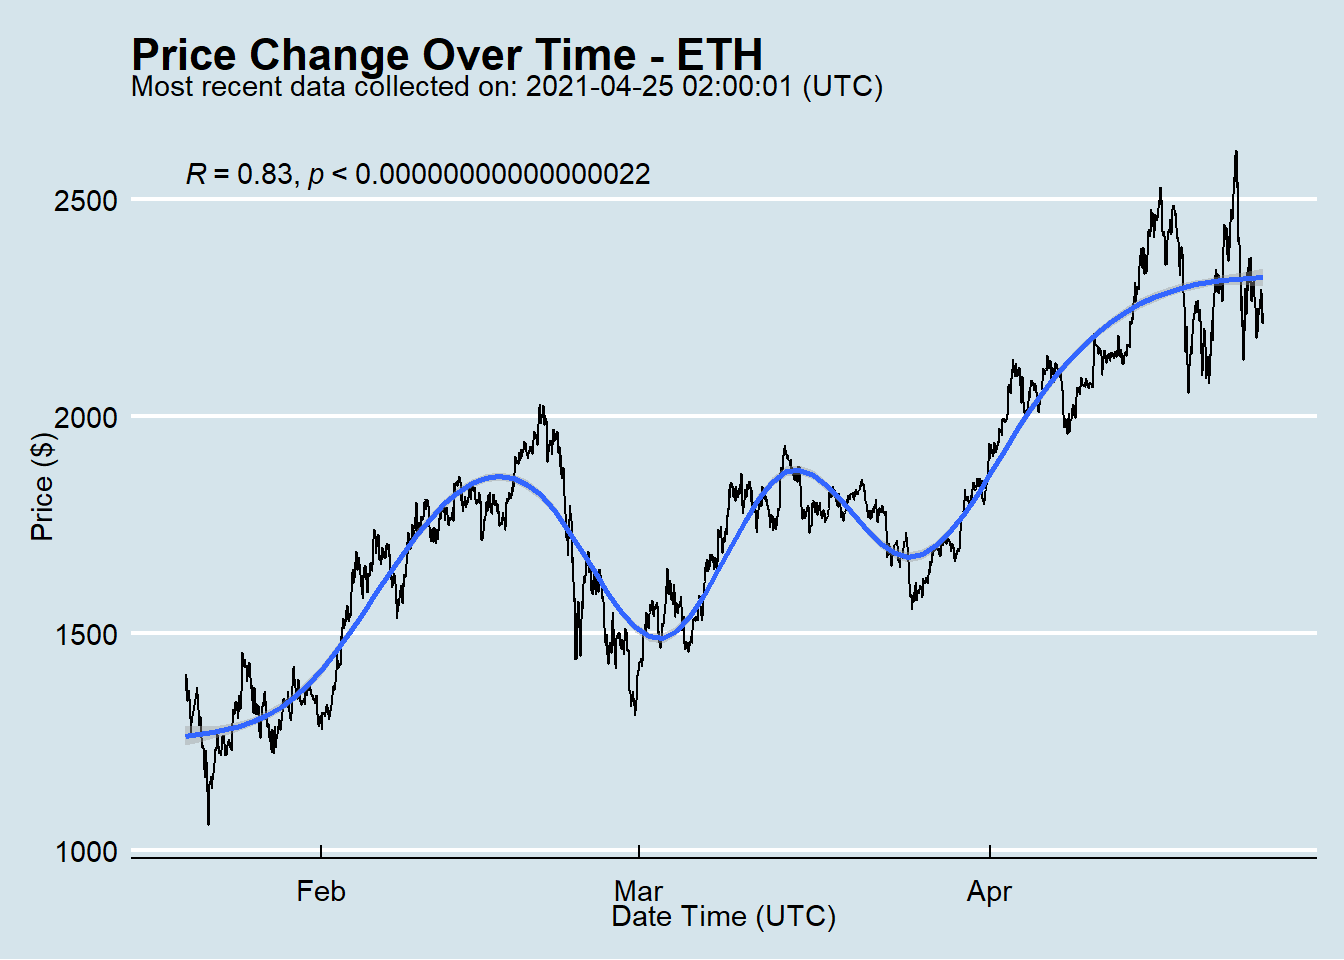 Price Change Over Time - ETH
Most recent data collected on: 2021-04-25 02:00:01 (UTC)
R = 0.83, p < 0.00000000000000022
2500
2000
1500
1000
Price ($)
Feb
Mar
Apr
Date Time (UTC)